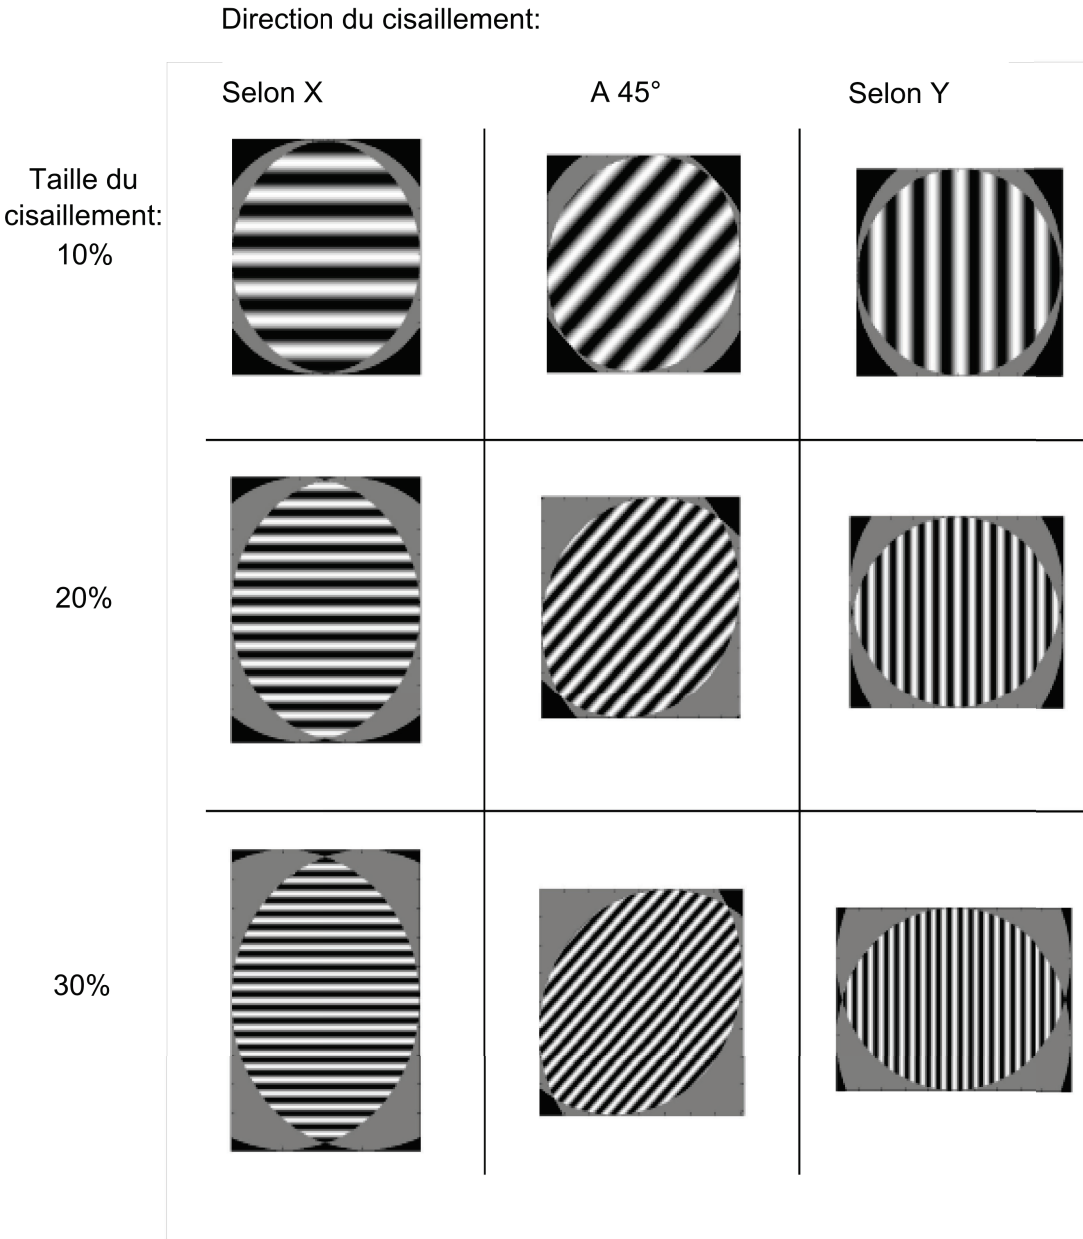 Direction du cisaillement:
Selon X
A 45°
Selon Y
Taille du
cisaillement:
10%
20%
30%